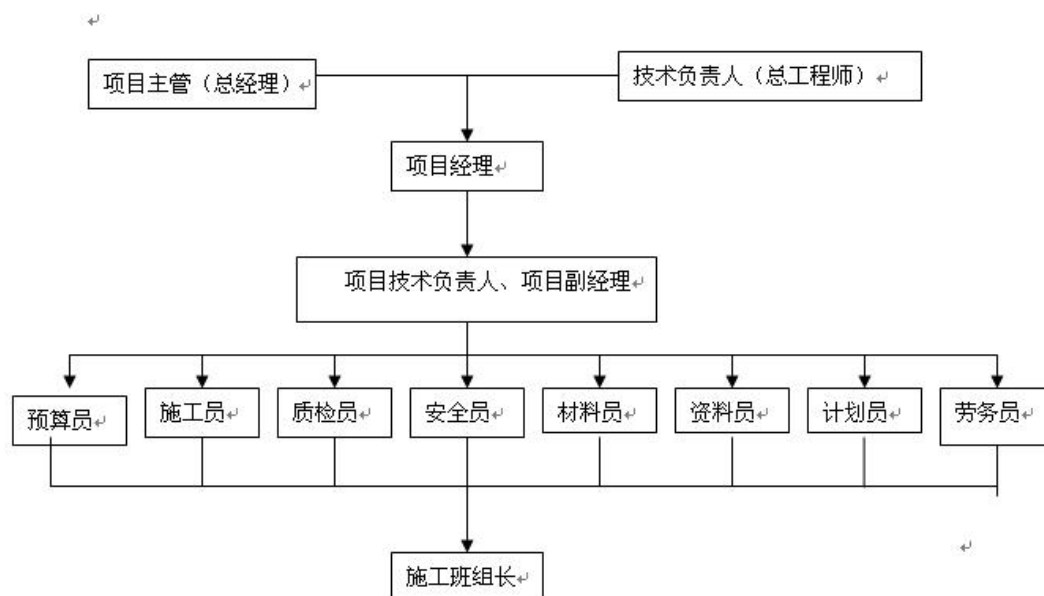 项目主管（总经理）
技术负责人（总工程师）
项目经理
项目技术负责人、项目副经理
预算员
施工员
质检员
安全员
材料员
资料员
计划员
劳务员
施工班组长